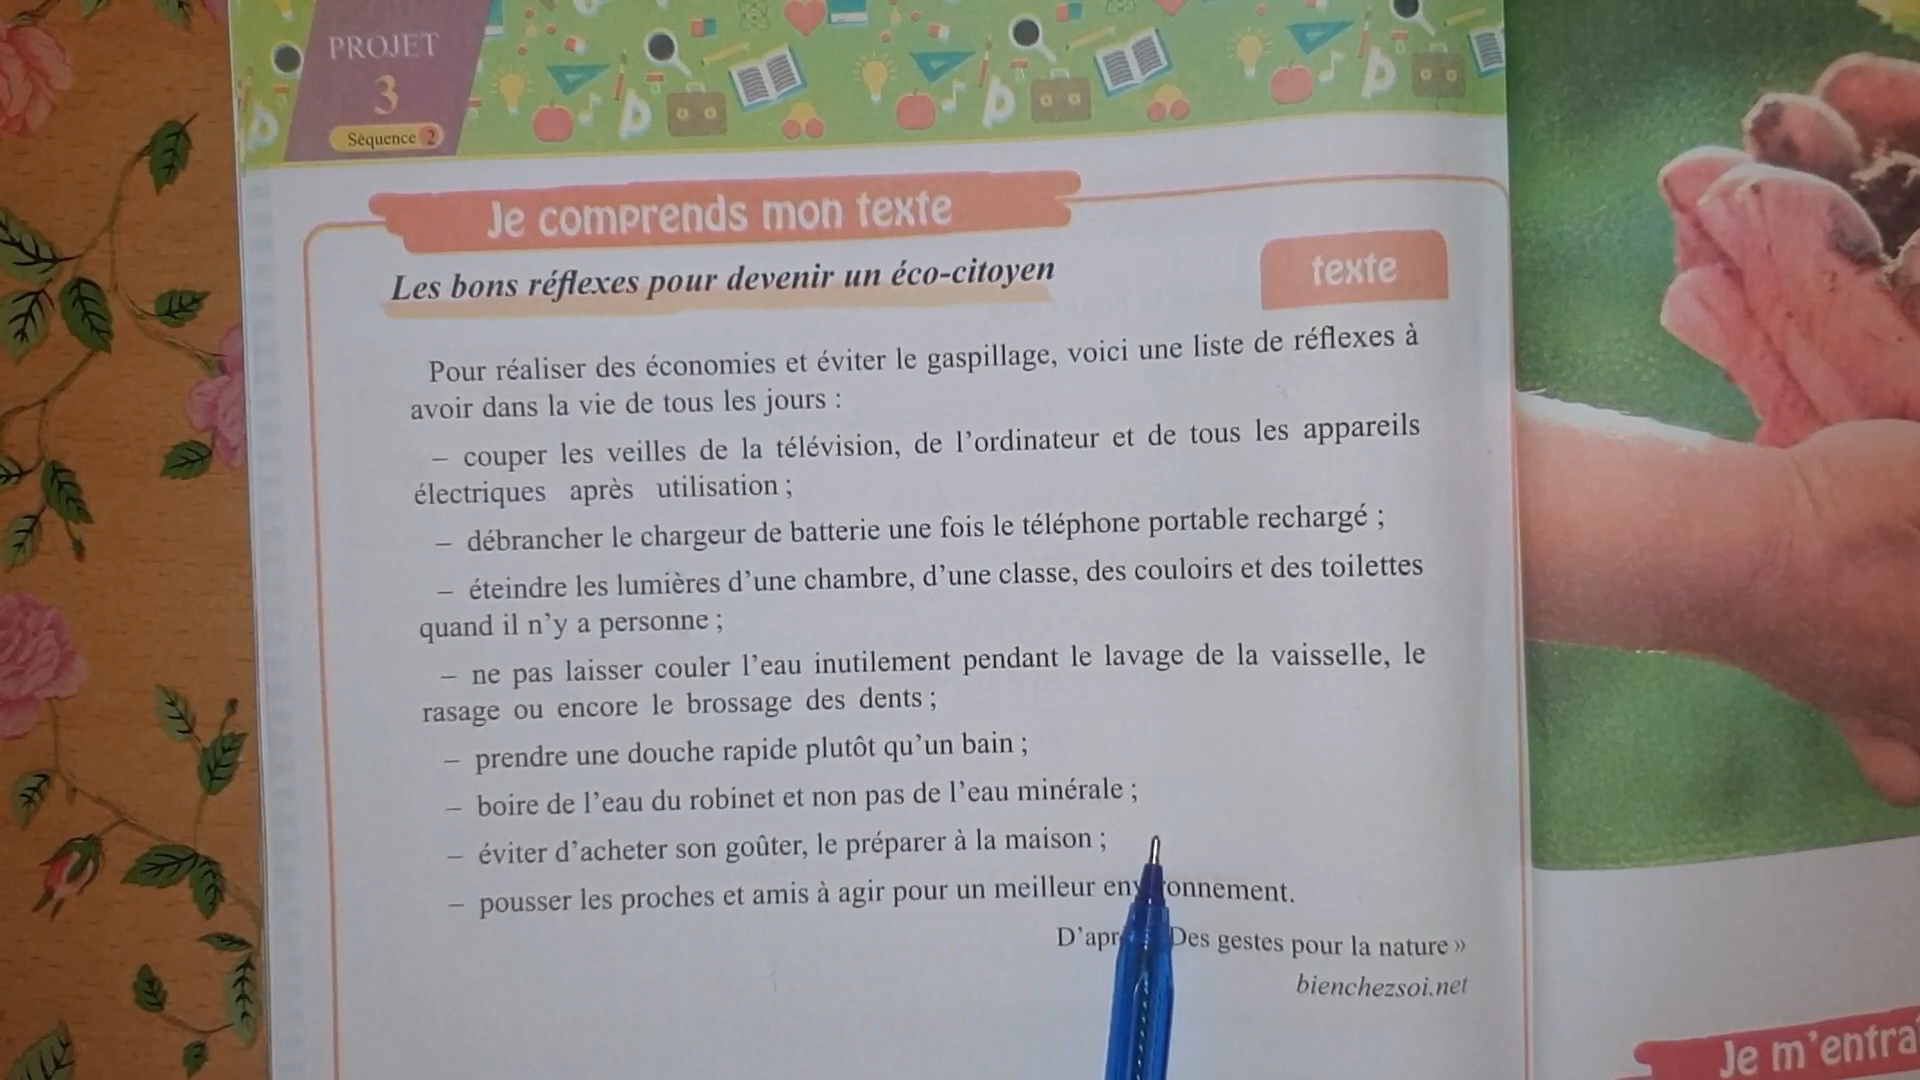 PROJET
3
Séquence 2
Je comprends mon texte
Les bons réflexes pour devenir un éco-citoyen
texte
Pour réaliser des économies et éviter le gaspillage, voici une liste de réflexes à
avoir dans la vie de tous les jours :
– couper les veilles de la télévision, de l'ordinateur et de tous les appareils
électriques après utilisation ;
– débrancher le chargeur de batterie une fois le téléphone portable rechargé ;
– éteindre les lumières d'une chambre, d'une classe, des couloirs et des toilettes
quand il n'y a personne ;
– ne pas laisser couler l'eau inutilement pendant le lavage de la vaisselle, le
rasage ou encore le brossage des dents ;
– prendre une douche rapide plutôt qu'un bain ;
– boire de l'eau du robinet et non pas de l'eau minérale ;
– éviter d'acheter son goûter, le préparer à la maison ;
– pousser les proches et amis à agir pour un meilleur
Des gestes pour la nature »
bienchezsoi.net
Je